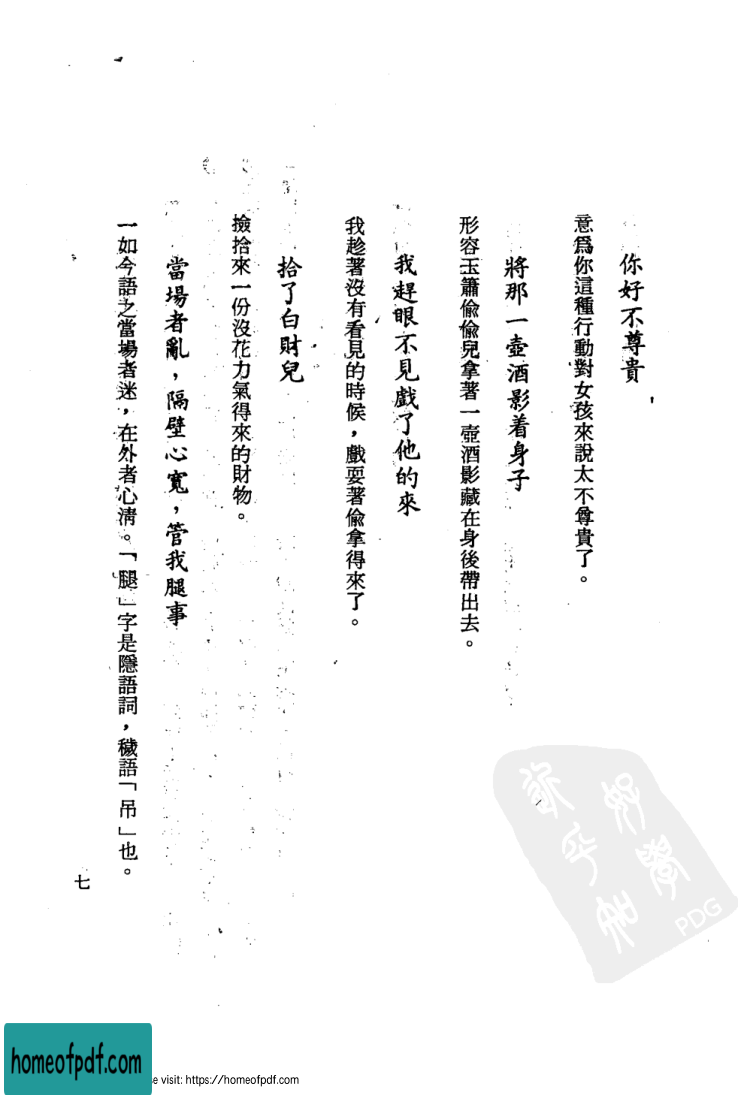 你好不尊貴
意爲你這種行動對女孩來說太不尊貴了。
將那一壺酒影着身子
形容玉簫偸偸兒拿著一壺酒影藏在身後帶出去。
我趕眼不見戲了他的來
我趁著沒有看見的時候，戲耍著偸拿得來了。
拾了白財兒
撿拾來一份沒花力氣得來的財物。
當場者亂，隔壁心寬，管我腿事
一如今語之當場者迷，在外者心淸。「腿」字是隱語詞，穢語「吊」也。
七
好學
PDG
homeofpdf.com
e visit: https://homeofpdf.com